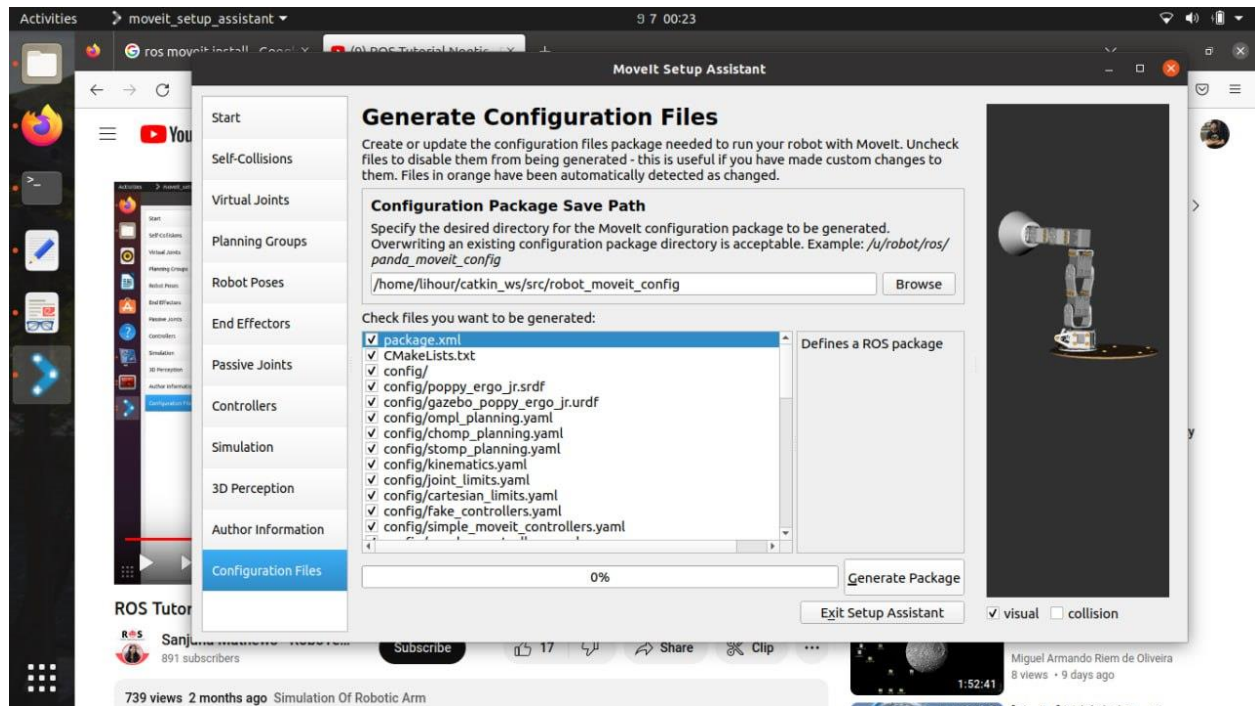 Activities
moveit_setup_assistant
9 7 00:23
ros moveit install
MoveIt Setup Assistant
You
Start
Self-Collisions
Virtual Joints
Planning Groups
Robot Poses
End Effectors
Passive Joints
Controllers
Simulation
3D Perception
Author Information
Configuration Files
Generate Configuration Files
Create or update the configuration files package needed to run your robot with MoveIt. Uncheck
files to disable them from being generated - this is useful if you have made custom changes to
them. Files in orange have been automatically detected as changed.
Configuration Package Save Path
Specify the desired directory for the MoveIt configuration package to be generated.
Overwriting an existing configuration package directory is acceptable. Example: /u/robot/ros/
panda_moveit_config
/home/lihour/catkin_ws/src/robot_moveit_config
Browse
Check files you want to be generated:
package.xml
CMakeLists.txt
config/
config/poppy_ergo_jr.srdf
config/gazebo_poppy_ergo_jr.urdf
config/ompl_planning.yaml
config/chomp_planning.yaml
config/stomp_planning.yaml
config/kinematics.yaml
config/joint_limits.yaml
config/cartesian_limits.yaml
config/fake_controllers.yaml
config/simple_moveit_controllers.yaml
Defines a ROS package
0%
Generate Package
Exit Setup Assistant
visual
collision
ROS Tutor
Sanjana Mathews
891 subscribers
Subscribe
17
Share
Clip
739 views 2 months ago Simulation Of Robotic Arm
1:52:41
Miguel Armando Riem de Oliveira
8 views • 9 days ago